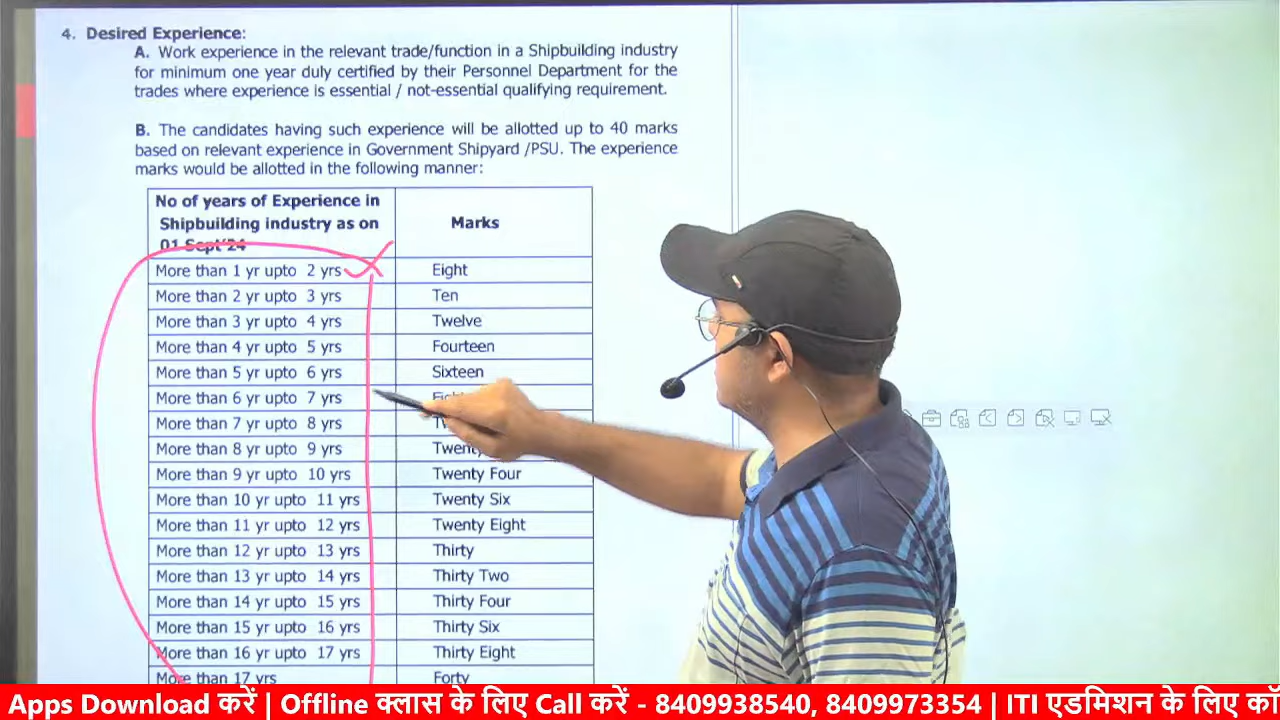 4. Desired Experience:
A. Work experience in the relevant trade/function in a Shipbuilding industry
for minimum one year duly certified by their Personnel Department for the
trades where experience is essential / not-essential qualifying requirement.
B. The candidates having such experience will be allotted up to 40 marks
based on relevant experience in Government Shipyard /PSU. The experience
marks would be allotted in the following manner:
No of years of Experience in
Shipbuilding industry as on
01 Sept'24
Marks
More than 1 yr upto 2 yrs Eight
More than 2 yr upto 3 yrs Ten
More than 3 yr upto 4 yrs Twelve
More than 4 yr upto 5 yrs Fourteen
More than 5 yr upto 6 yrs Sixteen
More than 6 yr upto 7 yrs
More than 7 yr upto 8 yrs
More than 8 yr upto 9 yrs
More than 9 yr upto 10 yrs Twenty Four
More than 10 yr upto 11 yrs Twenty Six
More than 11 yr upto 12 yrs Twenty Eight
More than 12 yr upto 13 yrs Thirty
More than 13 yr upto 14 yrs Thirty Two
More than 14 yr upto 15 yrs Thirty Four
More than 15 yr upto 16 yrs Thirty Six
More than 16 yr upto 17 yrs Thirty Eight
More than 17 yrs Forty
Apps Download करें | Offline क्लास के लिए Call करें - 8409938540, 8409973354 | ITI एडमिशन के लिए